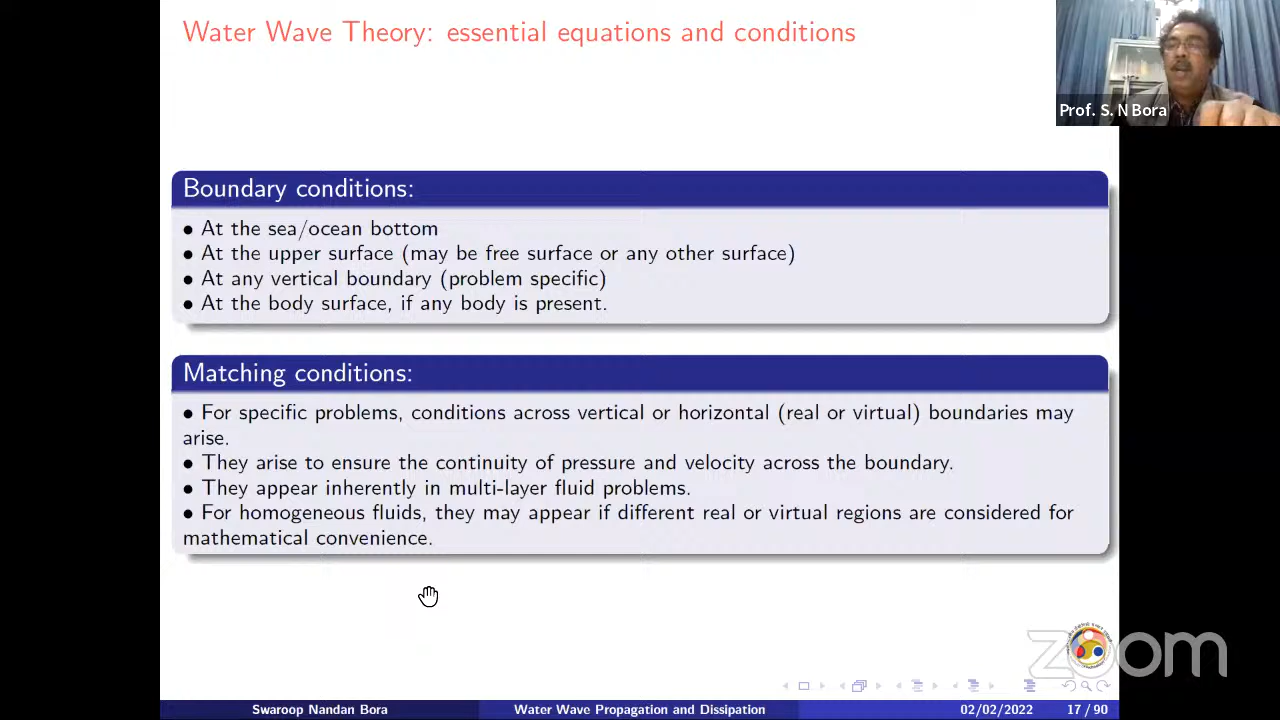 Water Wave Theory: essential equations and conditions
Prof. S. N Bora
Boundary conditions:
• At the sea/ocean bottom
• At the upper surface (may be free surface or any other surface)
• At any vertical boundary (problem specific)
• At the body surface, if any body is present.
Matching conditions:
• For specific problems, conditions across vertical or horizontal (real or virtual) boundaries may
arise.
• They arise to ensure the continuity of pressure and velocity across the boundary.
• They appear inherently in multi-layer fluid problems.
• For homogeneous fluids, they may appear if different real or virtual regions are considered for
mathematical convenience.
zoom
Swaroop Nandan Bora Water Wave Propagation and Dissipation 02/02/2022 17 / 90